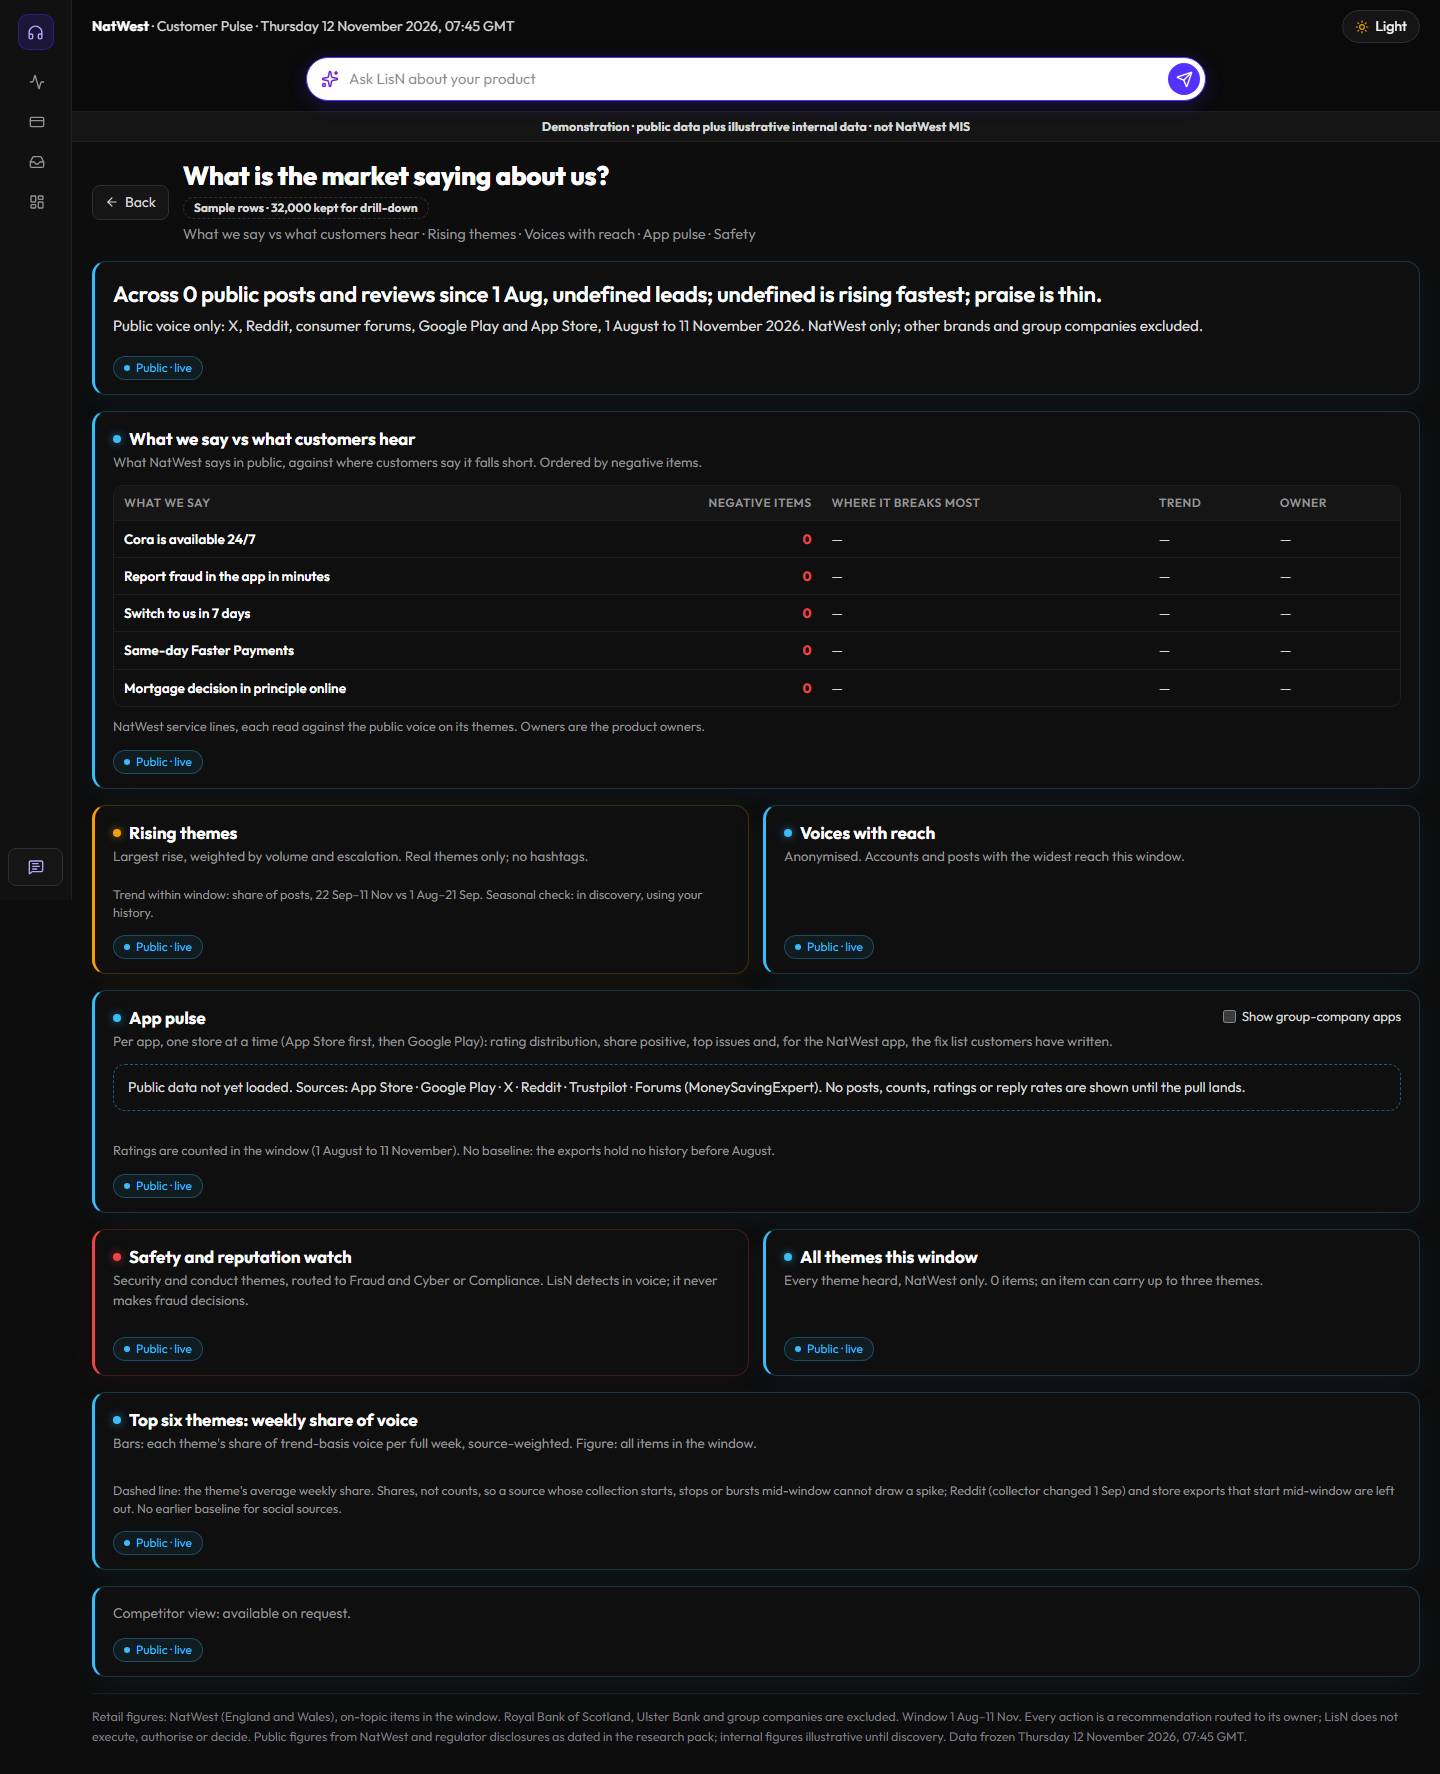 NatWest · Customer Pulse · Thursday 12 November 2026, 07:45 GMT
Light
Ask LisN about your product
Demonstration · public data plus illustrative internal data · not NatWest MIS
Back
What is the market saying about us?
Sample rows · 32,000 kept for drill-down
What we say vs what customers hear · Rising themes · Voices with reach · App pulse · Safety
Across 0 public posts and reviews since 1 Aug, undefined leads; undefined is rising fastest; praise is thin.
Public voice only: X, Reddit, consumer forums, Google Play and App Store, 1 August to 11 November 2026. NatWest only; other brands and group companies excluded.
Public · live
What we say vs what customers hear
What NatWest says in public, against where customers say it falls short. Ordered by negative items.
WHAT WE SAY NEGATIVE ITEMS WHERE IT BREAKS MOST TREND OWNER
Cora is available 24/7 0 — — —
Report fraud in the app in minutes 0 — — —
Switch to us in 7 days 0 — — —
Same-day Faster Payments 0 — — —
Mortgage decision in principle online 0 — — —
NatWest service lines, each read against the public voice on its themes. Owners are the product owners.
Public · live
Rising themes
Largest rise, weighted by volume and escalation. Real themes only; no hashtags.
Trend within window: share of posts, 22 Sep–11 Nov vs 1 Aug–21 Sep. Seasonal check: in discovery, using your
history.
Public · live
Voices with reach
Anonymised. Accounts and posts with the widest reach this window.
Public · live
App pulse
Show group-company apps
Per app, one store at a time (App Store first, then Google Play): rating distribution, share positive, top issues and, for the NatWest app, the fix list customers have written.
Public data not yet loaded. Sources: App Store · Google Play · X · Reddit · Trustpilot · Forums (MoneySavingExpert). No posts, counts, ratings or reply rates are shown until the pull lands.
Ratings are counted in the window (1 August to 11 November). No baseline: the exports hold no history before August.
Public · live
Safety and reputation watch
Security and conduct themes, routed to Fraud and Cyber or Compliance. LisN detects in voice; it never
makes fraud decisions.
Public · live
All themes this window
Every theme heard, NatWest only. 0 items; an item can carry up to three themes.
Public · live
Top six themes: weekly share of voice
Bars: each theme's share of trend-basis voice per full week, source-weighted. Figure: all items in the window.
Dashed line: the theme's average weekly share. Shares, not counts, so a source whose collection starts, stops or bursts mid-window cannot draw a spike; Reddit (collector changed 1 Sep) and store exports that start mid-window are left
out. No earlier baseline for social sources.
Public · live
Competitor view: available on request.
Public · live
Retail figures: NatWest (England and Wales), on-topic items in the window. Royal Bank of Scotland, Ulster Bank and group companies are excluded. Window 1 Aug–11 Nov. Every action is a recommendation routed to its owner; LisN does not
execute, authorise or decide. Public figures from NatWest and regulator disclosures as dated in the research pack; internal figures illustrative until discovery. Data frozen Thursday 12 November 2026, 07:45 GMT.